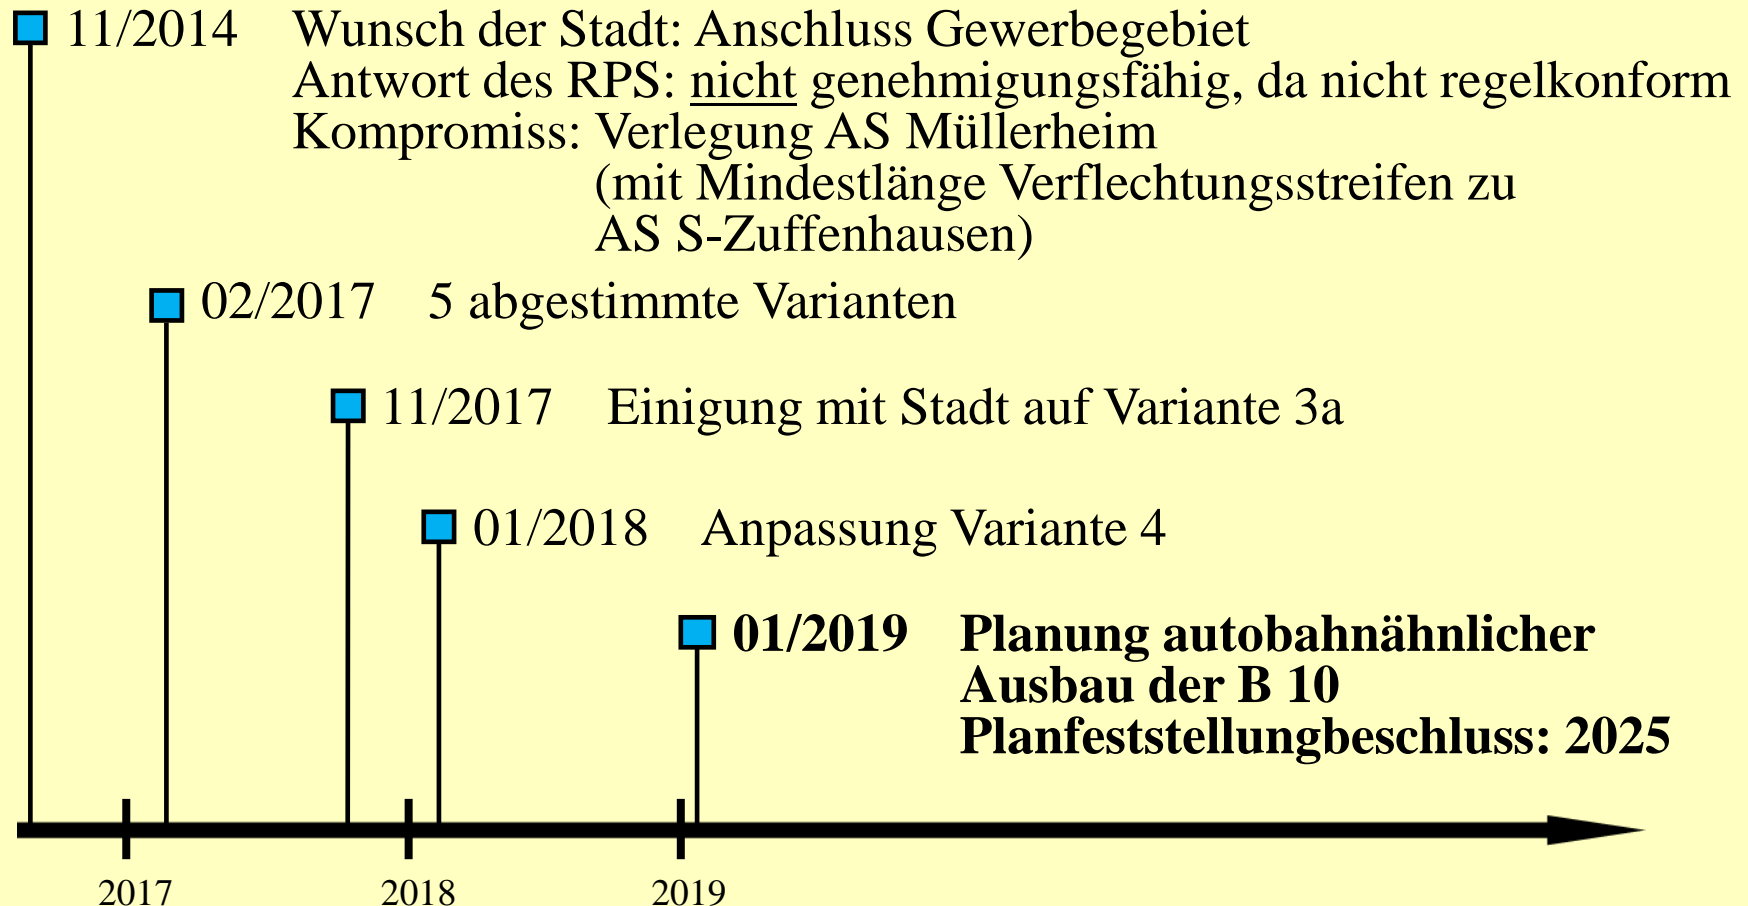 11/2014 Wunsch der Stadt: Anschluss Gewerbegebiet
Antwort des RPS: nicht genehmigungsfähig, da nicht regelkonform
Kompromiss: Verlegung AS Müllerheim
(mit Mindestlänge Verflechtungsstreifen zu
AS S-Zuffenhausen)
02/2017 5 abgestimmte Varianten
11/2017 Einigung mit Stadt auf Variante 3a
01/2018 Anpassung Variante 4
01/2019 Planung autobahnähnlicher
Ausbau der B 10
Planfeststellungbeschluss: 2025
2017 2018 2019